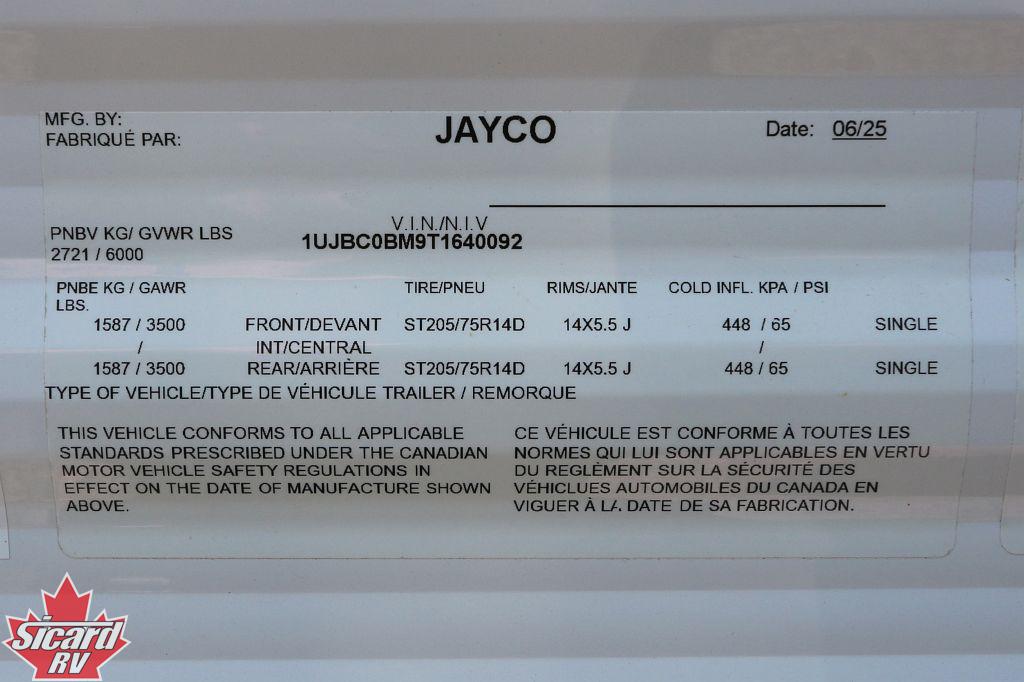 MFG. BY: JAYCO Date: 06/25
FABRIQUÉ PAR:
V.I.N./N.I.V
PNBV KG/ GVWR LBS 1UJBC0BM9T1640092
2721 / 6000
PNBE KG / GAWR TIRE/PNEU RIMS/JANTE COLD INFL. KPA / PSI
LBS.
1587 / 3500 FRONT/DEVANT ST205/75R14D 14X5.5 J 448 / 65 SINGLE
/ INT/CENTRAL /
1587 / 3500 REAR/ARRIÈRE ST205/75R14D 14X5.5 J 448 / 65 SINGLE
TYPE OF VEHICLE/TYPE DE VÉHICULE TRAILER / REMORQUE
THIS VEHICLE CONFORMS TO ALL APPLICABLE
STANDARDS PRESCRIBED UNDER THE CANADIAN
MOTOR VEHICLE SAFETY REGULATIONS IN
EFFECT ON THE DATE OF MANUFACTURE SHOWN
ABOVE.
CE VÉHICULE EST CONFORME À TOUTES LES
NORMES QUI LUI SONT APPLICABLES EN VERTU
DU REGLÉMENT SUR LA SÉCURITÉ DES
VÉHICLUES AUTOMOBILES DU CANADA EN
VIGUER À LA DATE DE SA FABRICATION.
Sicard
RV